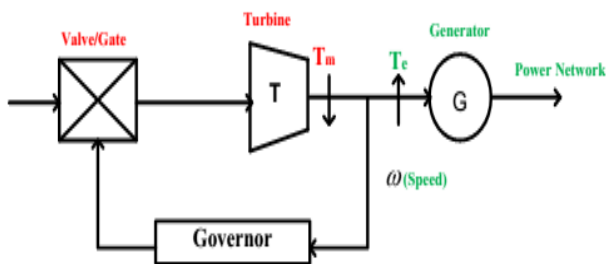 Turbine
Generator
Valve/Gate
T
Tm
Te
G
Power Network
ω(Speed)
Governor